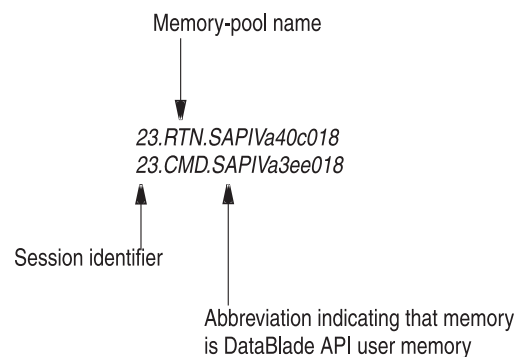 Memory-pool name
23.RTN.SAPIVa40c018
23.CMD.SAPIVa3ee018
Session identifier
Abbreviation indicating that memory
is DataBlade API user memory